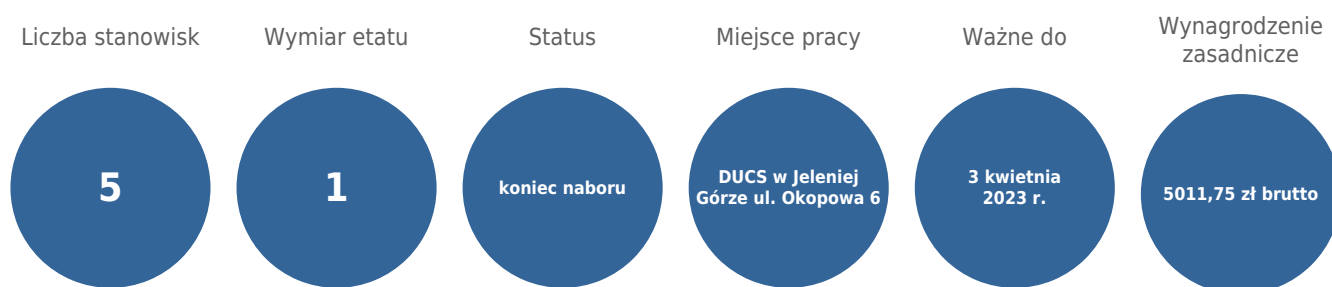 Liczba stanowisk
5
Wymiar etatu
1
Status
koniec naboru
Miejsce pracy
DUCS w Jeleniej
Górze ul. Okopowa 6
Ważne do
3 kwietnia
2023 r.
Wynagrodzenie
zasadnicze
5011,75 zł brutto